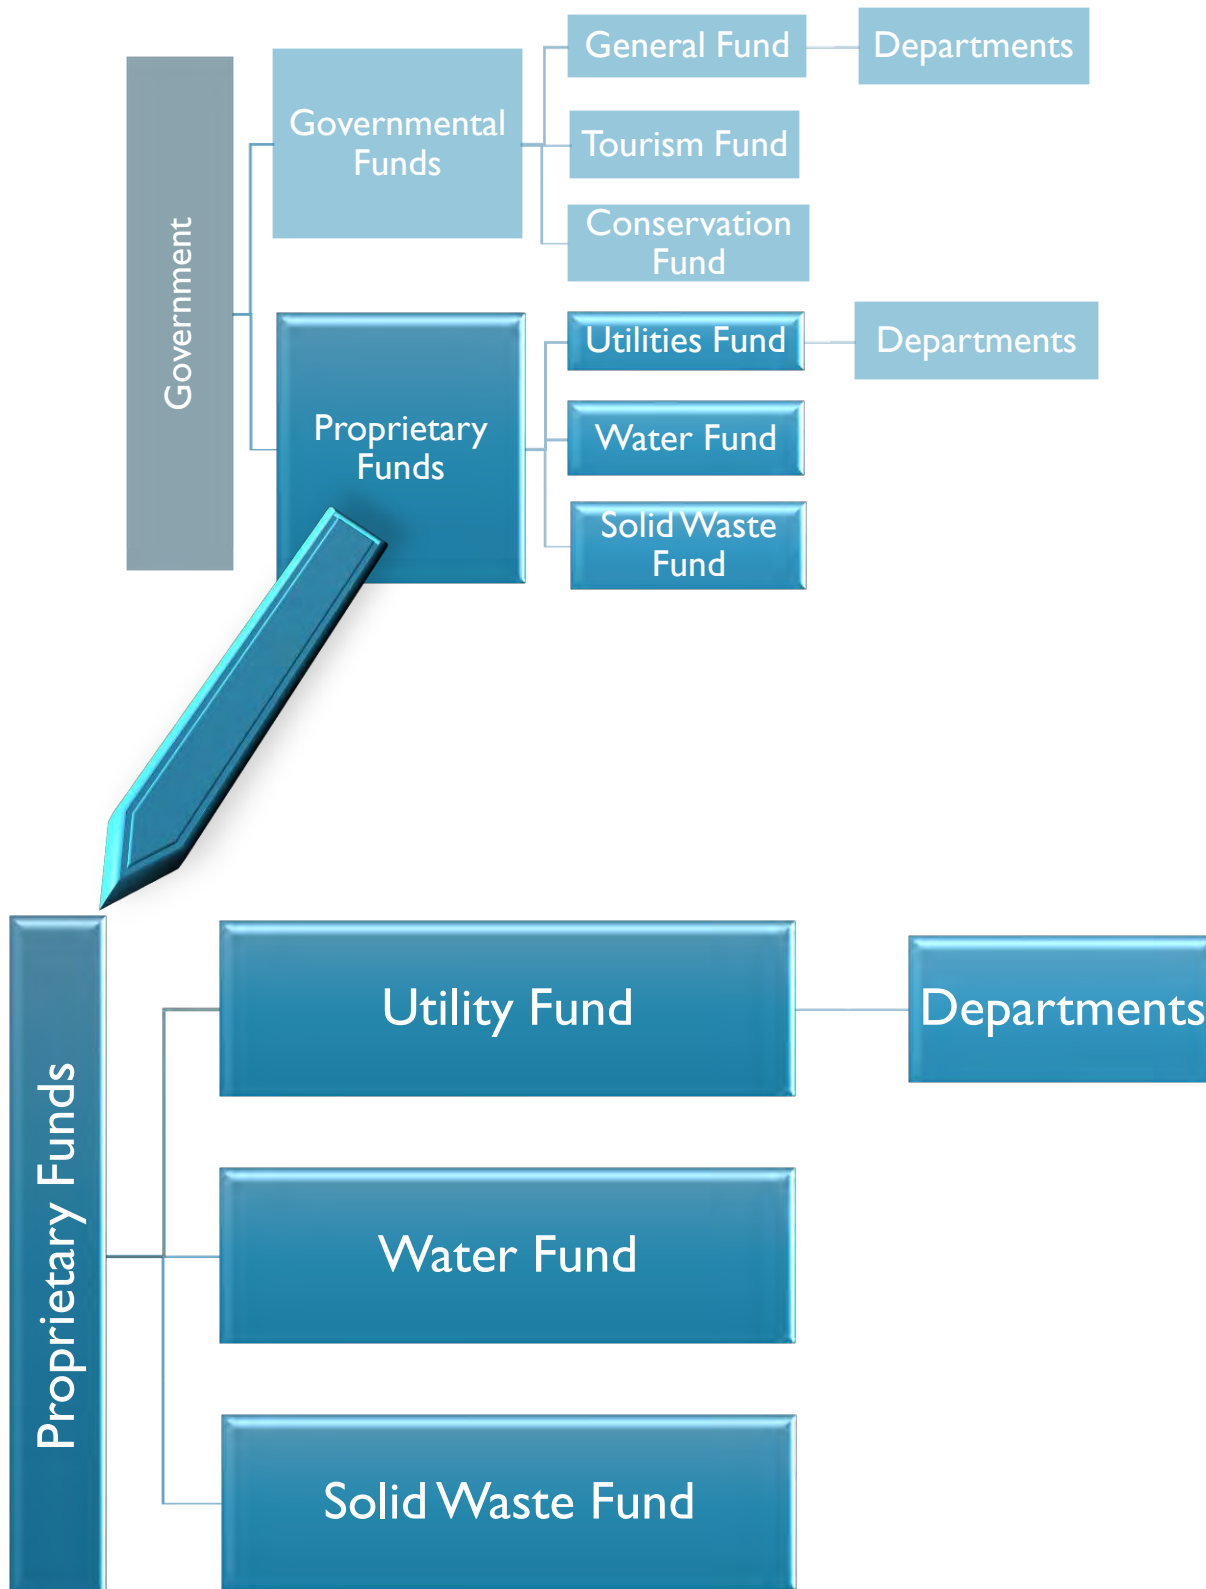 Government
Governmental
Funds
General Fund
Departments
Tourism Fund
Conservation
Fund
Proprietary
Funds
Utilities Fund
Departments
Water Fund
Solid Waste
Fund
Proprietary Funds
Utility Fund
Departments
Water Fund
Solid Waste Fund